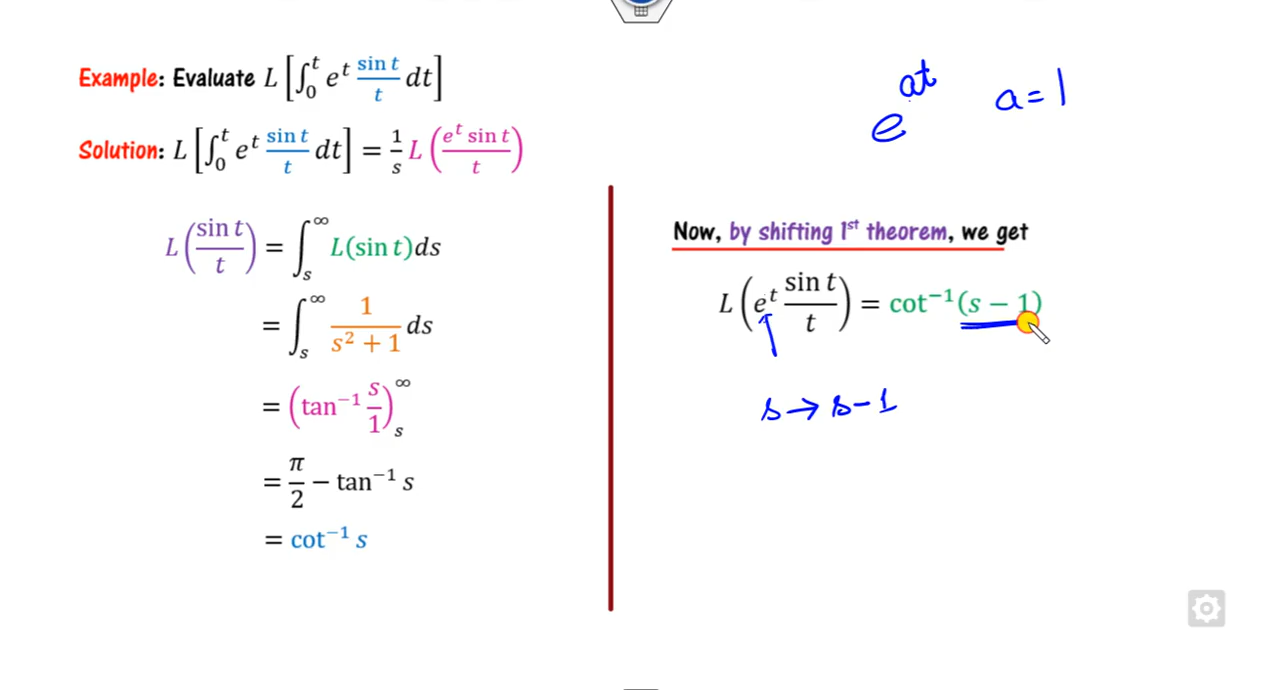 Example: Evaluate L [∫₀ᵗ eᵗ sin t / t dt]
Solution: L [∫₀ᵗ eᵗ sin t / t dt] = 1/s L (eᵗ sin t / t)
L (sin t / t) = ∫ₛ^∞ L(sin t)ds
= ∫ₛ^∞ 1 / (s² + 1) ds
= (tan⁻¹ s/1)ₛ^∞
= π/2 − tan⁻¹ s
= cot⁻¹ s
e^at a = 1
Now, by shifting 1ˢᵗ theorem, we get
L (eᵗ sin t / t) = cot⁻¹(s − 1)
s → s − 1